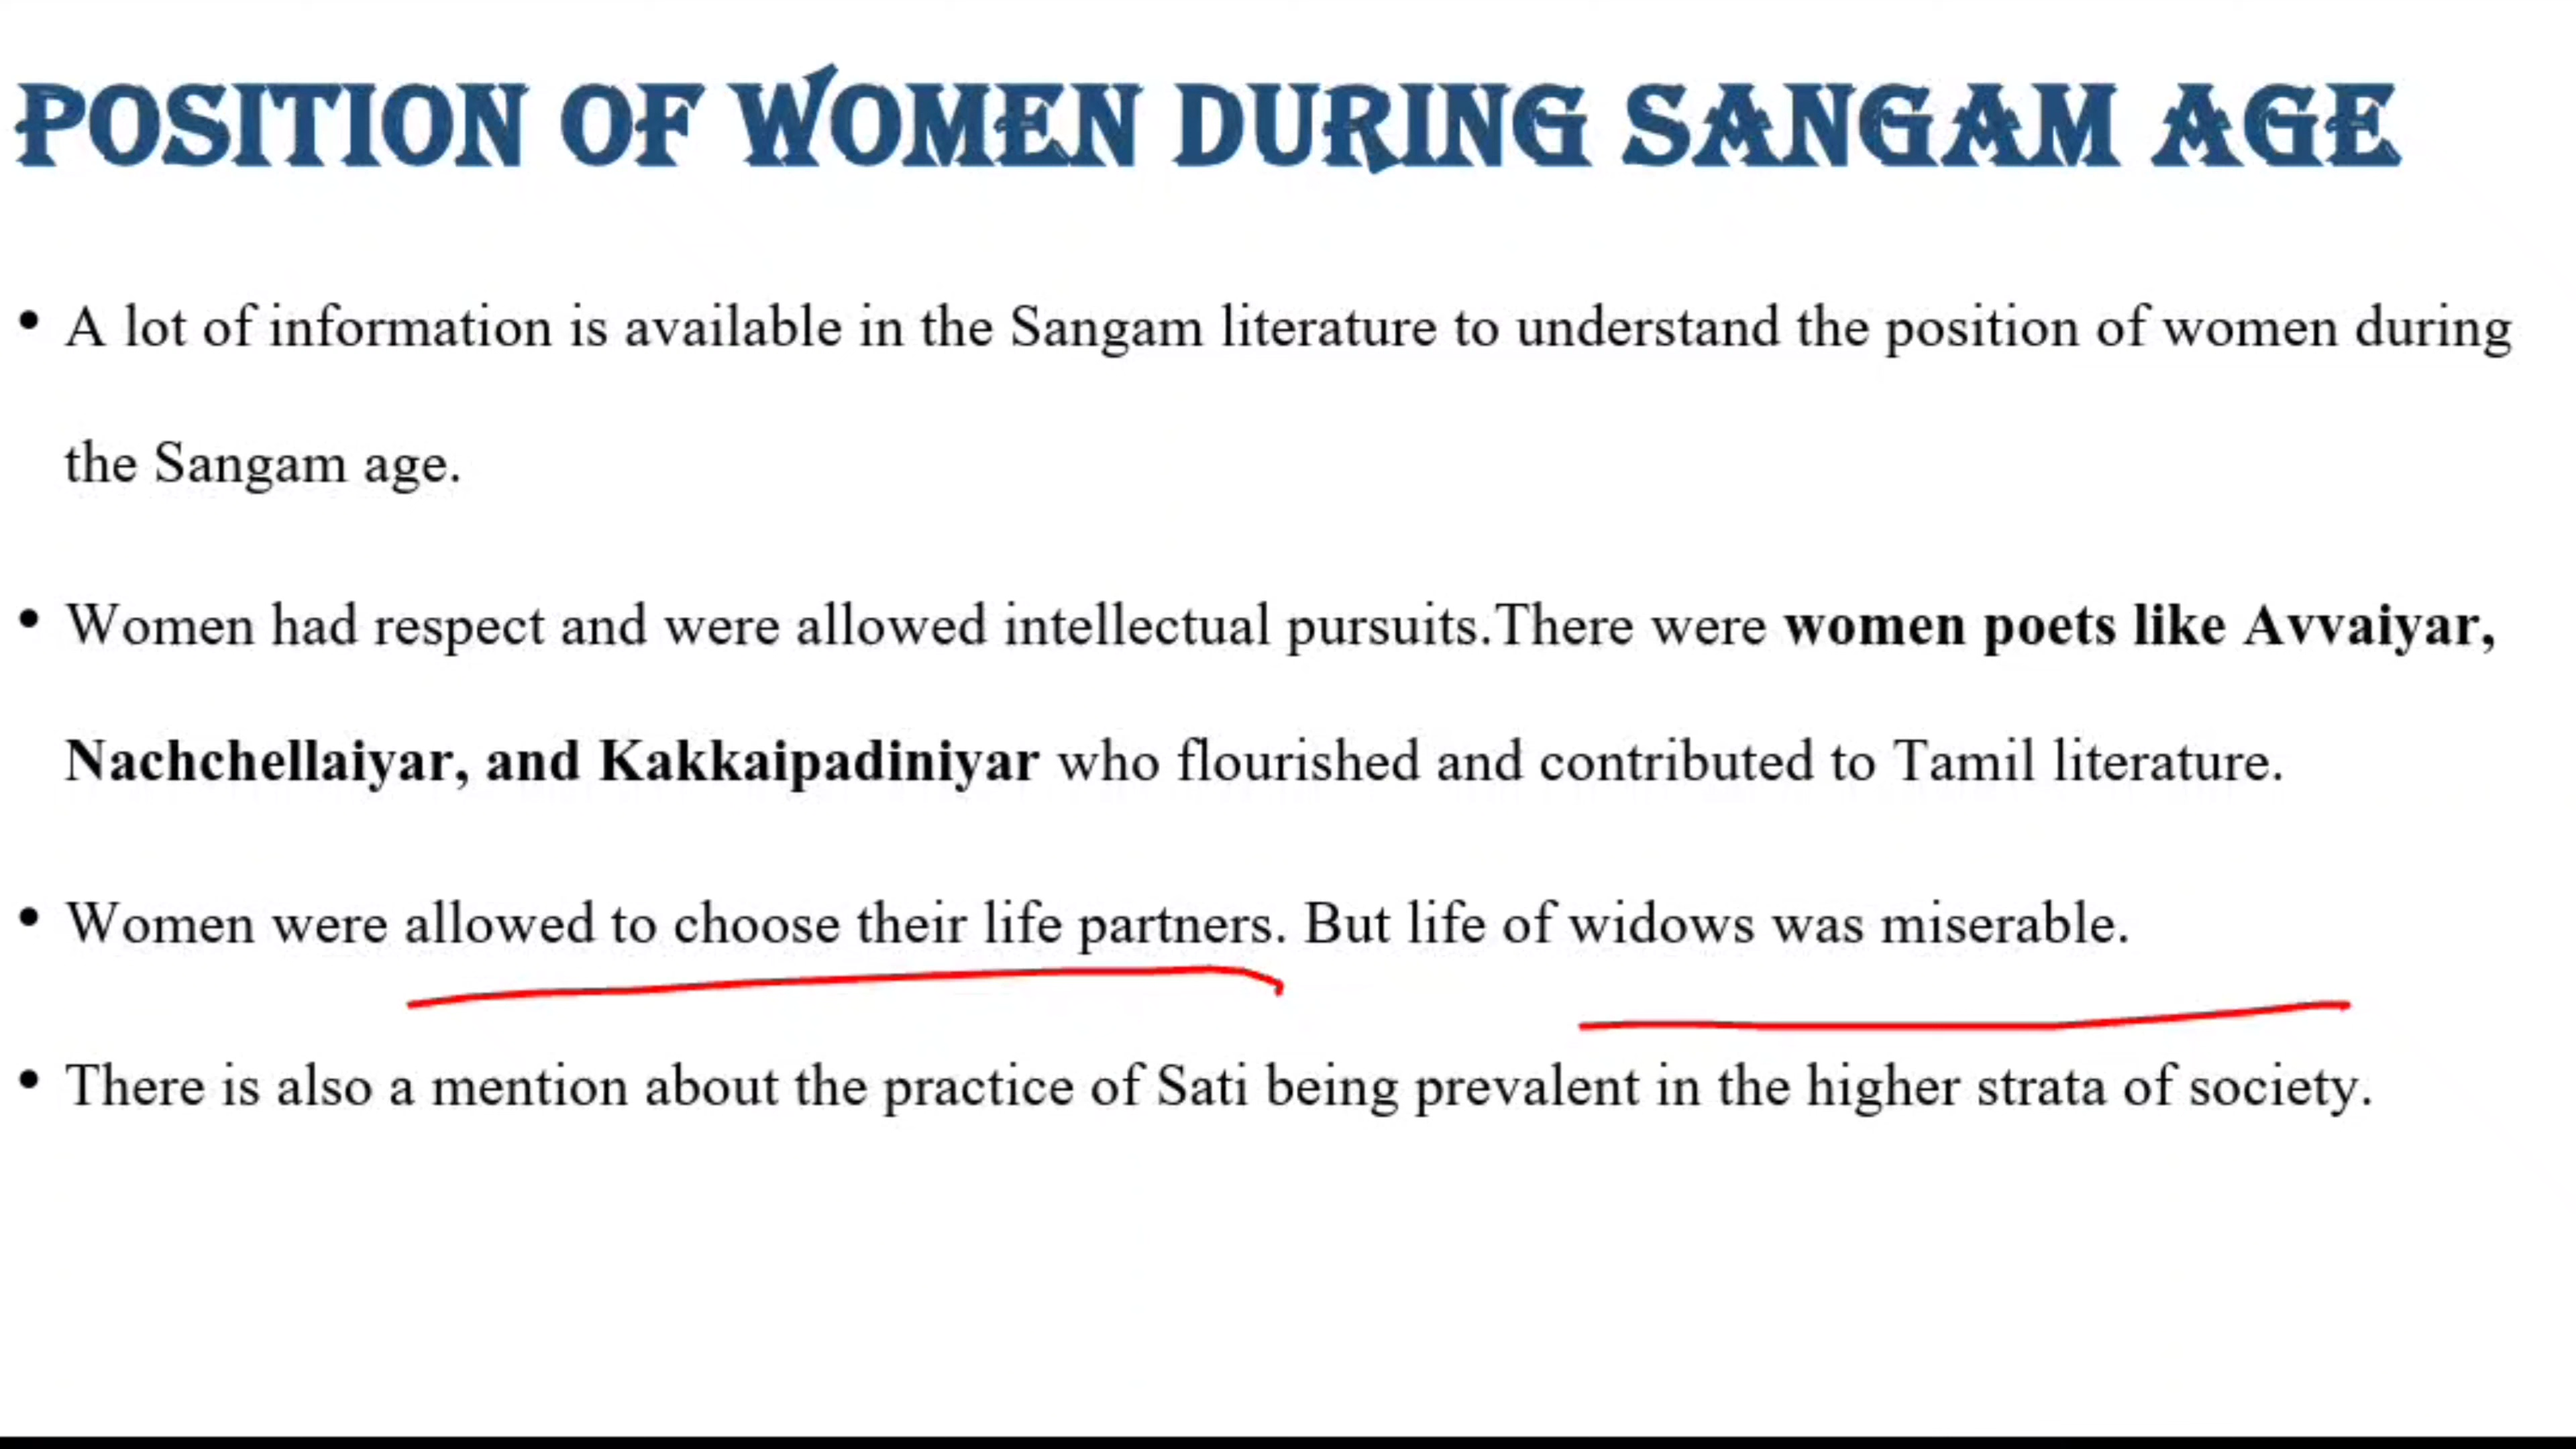 POSITION OF WOMEN DURING SANGAM AGE
• A lot of information is available in the Sangam literature to understand the position of women during
the Sangam age.
• Women had respect and were allowed intellectual pursuits.There were women poets like Avvaiyar,
Nachchellaiyar, and Kakkaipadiniyar who flourished and contributed to Tamil literature.
• Women were allowed to choose their life partners. But life of widows was miserable.
• There is also a mention about the practice of Sati being prevalent in the higher strata of society.